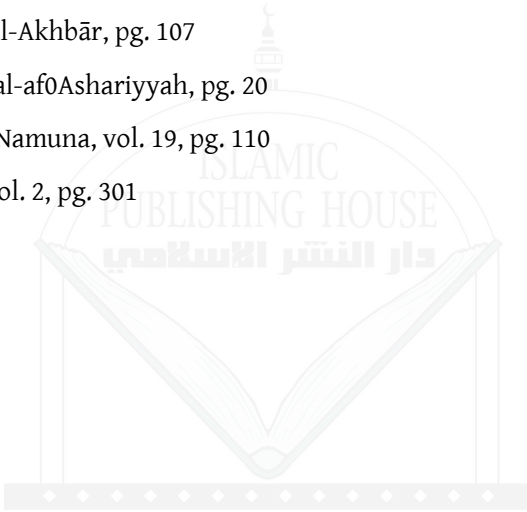 l-Akhbār, pg. 107
al-af0Ashariyyah, pg. 20
Namuna, vol. 19, pg. 110
ol. 2, pg. 301
ISLAMIC
PUBLISHING HOUSE
دار النشر الاسلامي